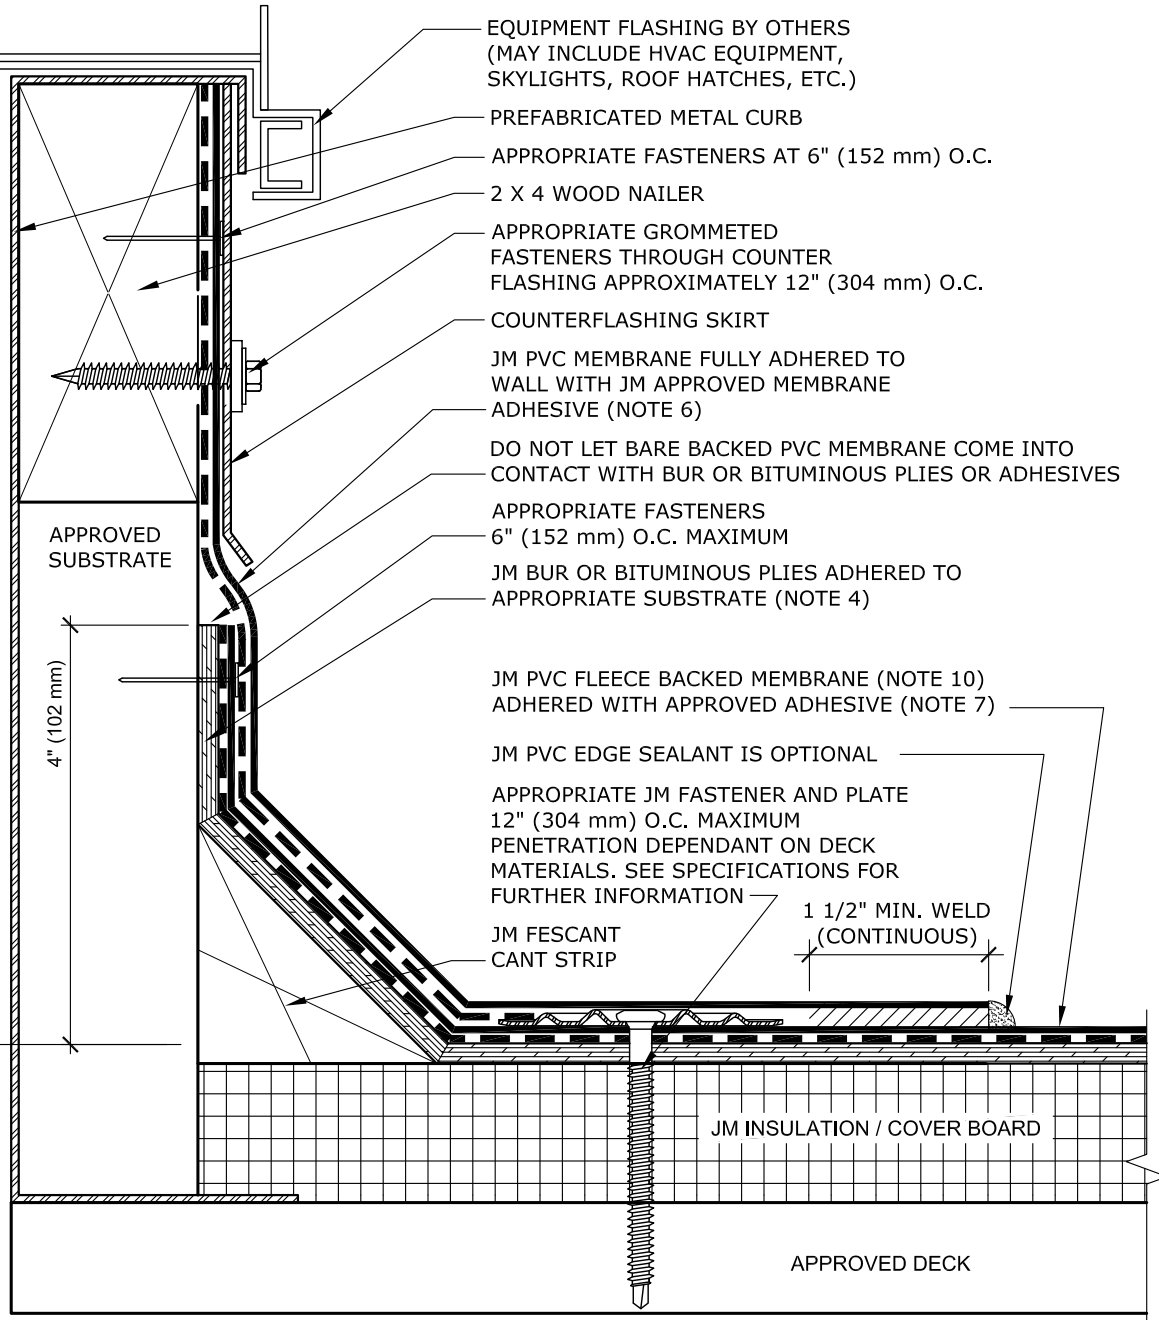 EQUIPMENT FLASHING BY OTHERS
(MAY INCLUDE HVAC EQUIPMENT,
SKYLIGHTS, ROOF HATCHES, ETC.)
PREFABRICATED METAL CURB
APPROPRIATE FASTENERS AT 6" (152 mm) O.C.
2 X 4 WOOD NAILER
APPROPRIATE GROMMETED
FASTENERS THROUGH COUNTER
FLASHING APPROXIMATELY 12" (304 mm) O.C.
COUNTERFLASHING SKIRT
JM PVC MEMBRANE FULLY ADHERED TO
WALL WITH JM APPROVED MEMBRANE
ADHESIVE (NOTE 6)
DO NOT LET BARE BACKED PVC MEMBRANE COME INTO
CONTACT WITH BUR OR BITUMINOUS PLIES OR ADHESIVES
APPROPRIATE FASTENERS
6" (152 mm) O.C. MAXIMUM
APPROVED
SUBSTRATE
JM BUR OR BITUMINOUS PLIES ADHERED TO
APPROPRIATE SUBSTRATE (NOTE 4)
4" (102 mm)
JM PVC FLEECE BACKED MEMBRANE (NOTE 10)
ADHERED WITH APPROVED ADHESIVE (NOTE 7)
JM PVC EDGE SEALANT IS OPTIONAL
APPROPRIATE JM FASTENER AND PLATE
12" (304 mm) O.C. MAXIMUM
PENETRATION DEPENDANT ON DECK
MATERIALS. SEE SPECIFICATIONS FOR
FURTHER INFORMATION
1 1/2" MIN. WELD
(CONTINUOUS)
JM FESCANT
CANT STRIP
JM INSULATION / COVER BOARD
APPROVED DECK